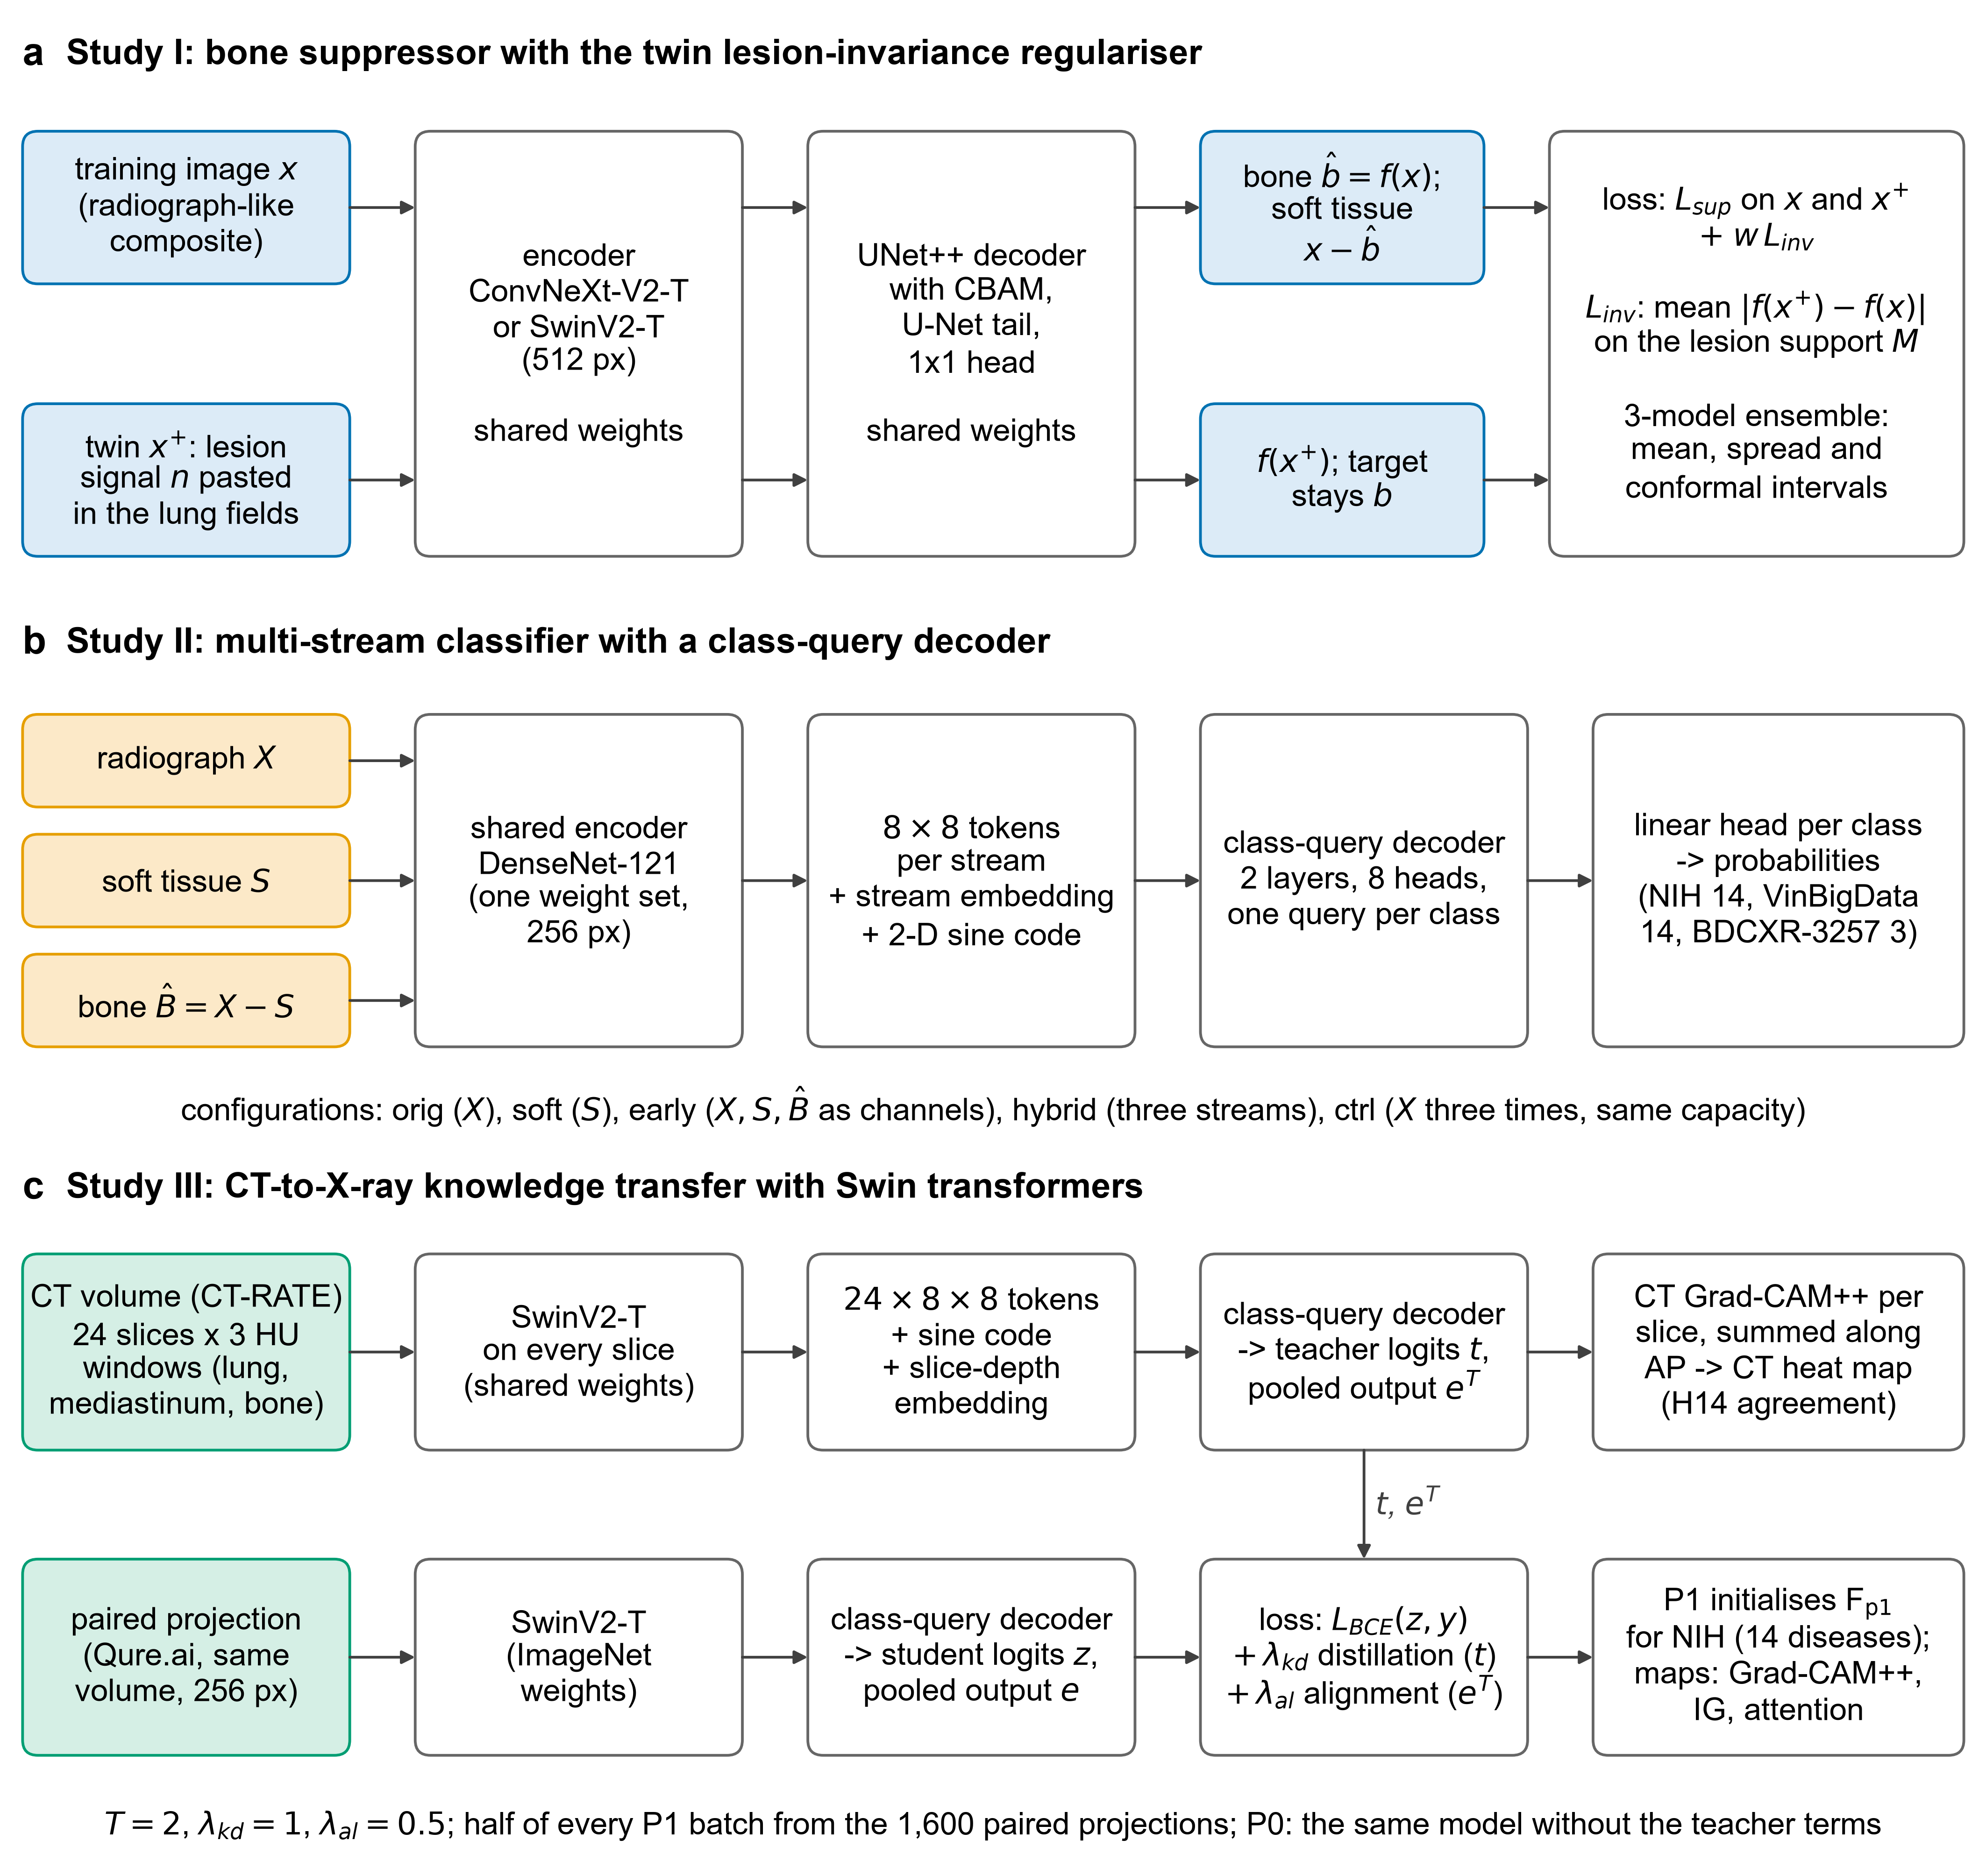 a Study I: bone suppressor with the twin lesion-invariance regulariser
training image x
(radiograph-like
composite)
twin x⁺: lesion
signal n pasted
in the lung fields
encoder
ConvNeXt-V2-T
or SwinV2-T
(512 px)
shared weights
UNet++ decoder
with CBAM,
U-Net tail,
1x1 head
shared weights
bone b̂ = f(x);
soft tissue
x − b̂
f(x⁺); target
stays b
loss: L_sup on x and x⁺
+ w L_inv
L_inv: mean |f(x⁺) − f(x)|
on the lesion support M
3-model ensemble:
mean, spread and
conformal intervals
b Study II: multi-stream classifier with a class-query decoder
radiograph X
soft tissue S
bone B̂ = X − S
shared encoder
DenseNet-121
(one weight set,
256 px)
8 × 8 tokens
per stream
+ stream embedding
+ 2-D sine code
class-query decoder
2 layers, 8 heads,
one query per class
linear head per class
-> probabilities
(NIH 14, VinBigData
14, BDCXR-3257 3)
configurations: orig (X), soft (S), early (X, S, B̂ as channels), hybrid (three streams), ctrl (X three times, same capacity)
c Study III: CT-to-X-ray knowledge transfer with Swin transformers
CT volume (CT-RATE)
24 slices x 3 HU
windows (lung,
mediastinum, bone)
SwinV2-T
on every slice
(shared weights)
24 × 8 × 8 tokens
+ sine code
+ slice-depth
embedding
class-query decoder
-> teacher logits t,
pooled output e^T
CT Grad-CAM++ per
slice, summed along
AP -> CT heat map
(H14 agreement)
t, e^T
paired projection
(Qure.ai, same
volume, 256 px)
SwinV2-T
(ImageNet
weights)
class-query decoder
-> student logits z,
pooled output e
loss: L_BCE(z, y)
+ λ_kd distillation (t)
+ λ_al alignment (e^T)
P1 initialises F_p1
for NIH (14 diseases);
maps: Grad-CAM++,
IG, attention
T = 2, λ_kd = 1, λ_al = 0.5; half of every P1 batch from the 1,600 paired projections; P0: the same model without the teacher terms